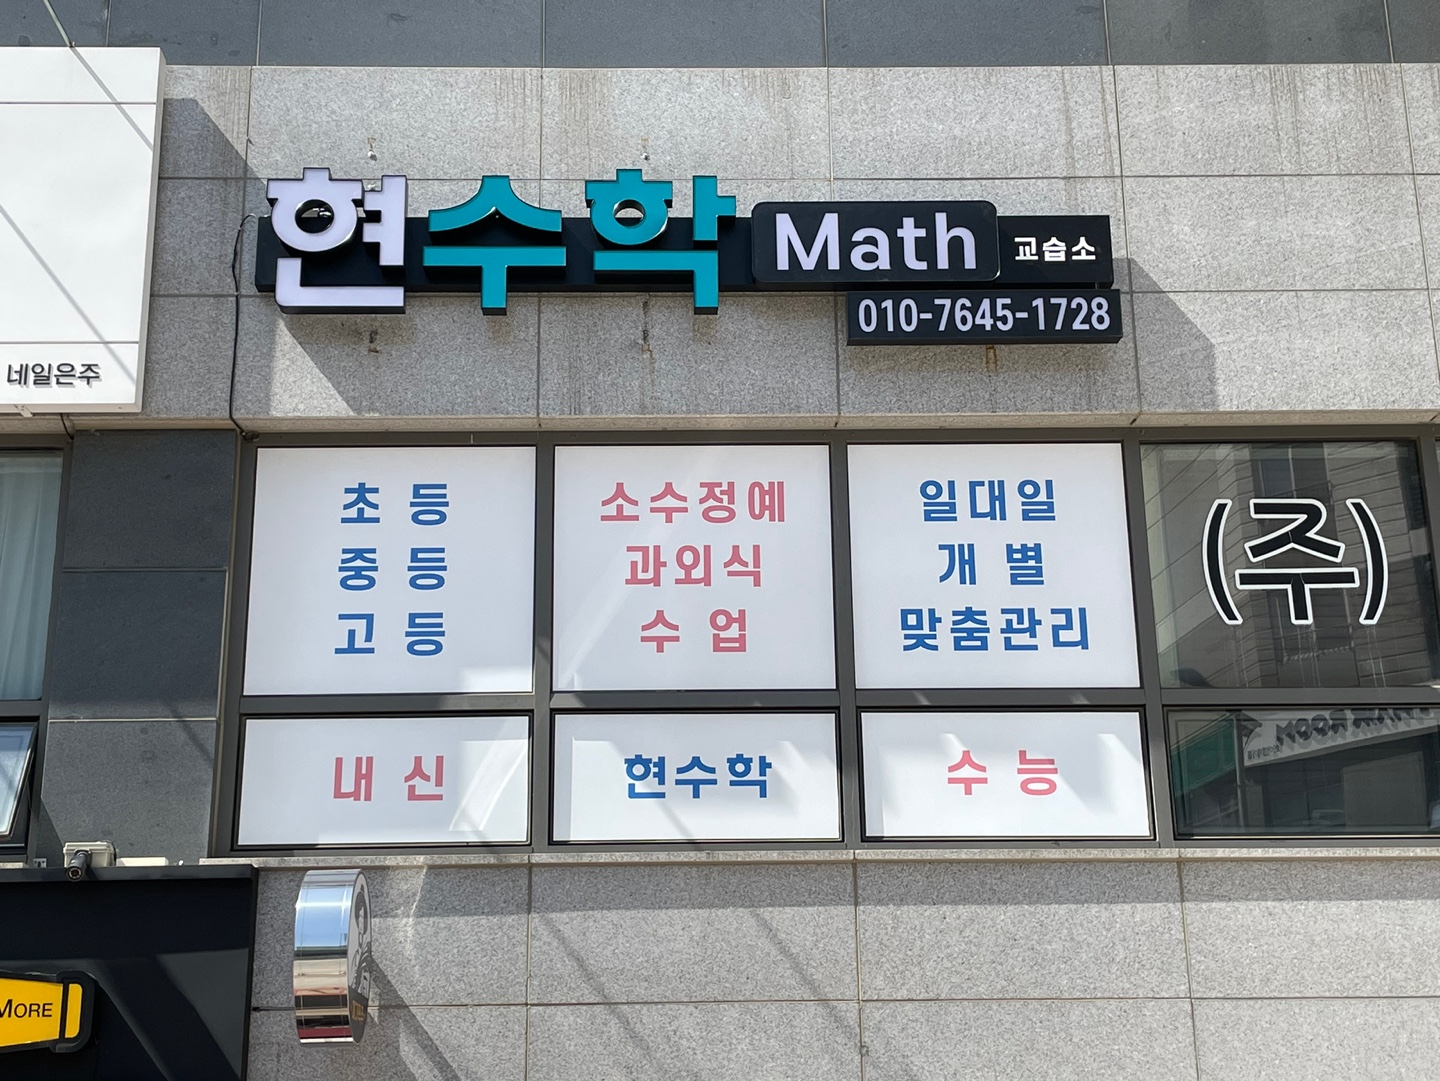 현수학 Math 교습소
010-7645-1728
네일은주
초등
중등
고등
소수정예
과외식
수업
일대일
개별
맞춤관리
(주)
내신
현수학
수능
MORE